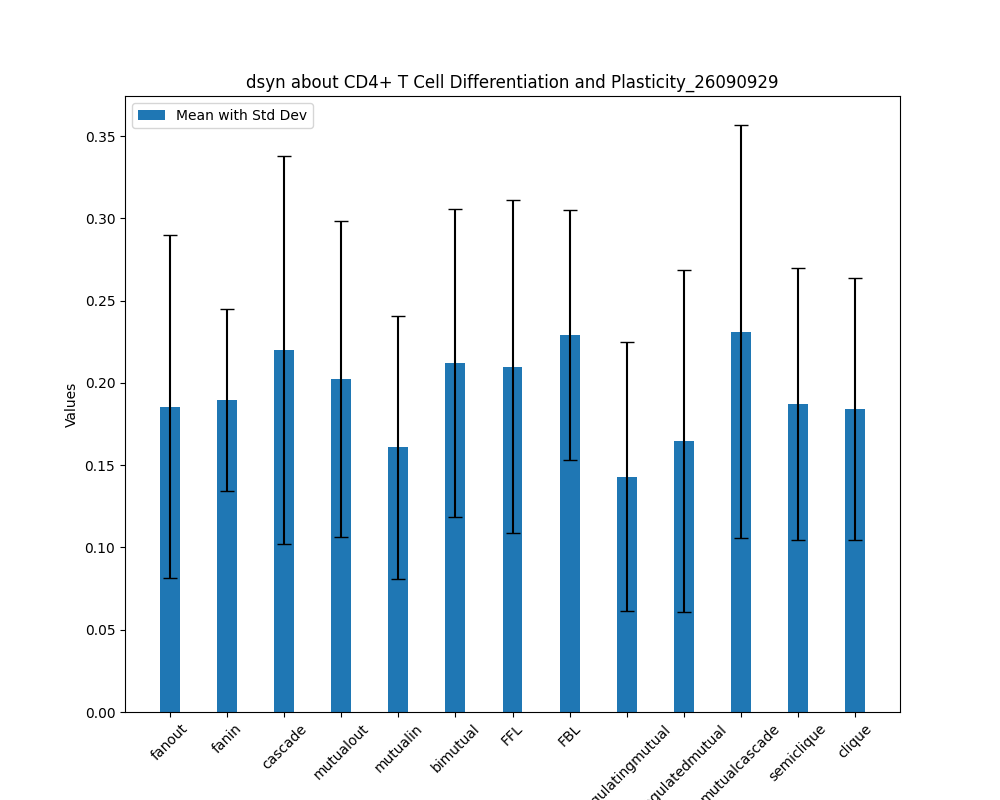 dsyn about CD4+ T Cell Differentiation and Plasticity_26090929
Mean with Std Dev
Values
0.35
0.30
0.25
0.20
0.15
0.10
0.05
0.00
fanout
fanin
cascade
mutualout
mutualin
bimutual
FFL
FBL
gulatingmutual
gulatedmutual
mutualcascade
semiclique
clique